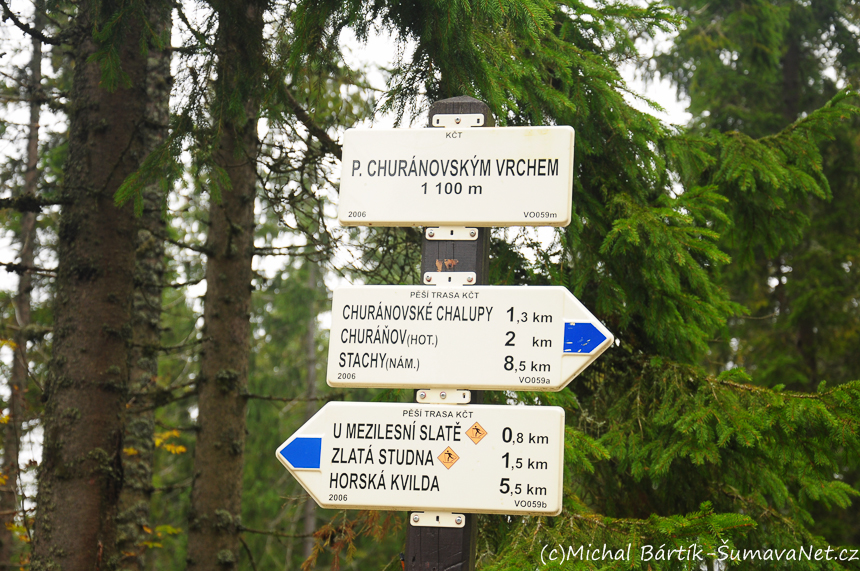 KČT
P. CHURÁNOVSKÝM VRCHEM
1 100 m
2006 VO059m
PĚŠÍ TRASA KČT
CHURÁNOVSKÉ CHALUPY 1,3 km
CHURÁŇOV(HOT.) 2 km
STACHY(NÁM.) 8,5 km
2006 VO059a
PĚŠÍ TRASA KČT
U MEZILESNÍ SLATĚ 0,8 km
ZLATÁ STUDNA 1,5 km
HORSKÁ KVILDA 5,5 km
2006 VO059b
(c)Michal Bártík-ŠumavaNet.cz